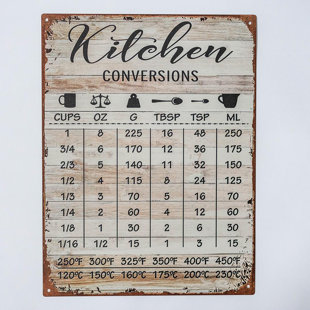 Kitchen
CONVERSIONS
CUPS OZ G TBSP TSP ML
1 8 225 16 48 250
3/4 6 170 12 36 175
2/3 5 140 11 32 150
1/2 4 115 8 24 125
1/3 3 70 5 16 70
1/4 2 60 4 12 60
1/8 1 30 2 6 30
1/16 1/2 15 1 3 15
250°F 300°F 325°F 350°F 400°F 450°F
120°C 150°C 160°C 175°C 200°C 230°C